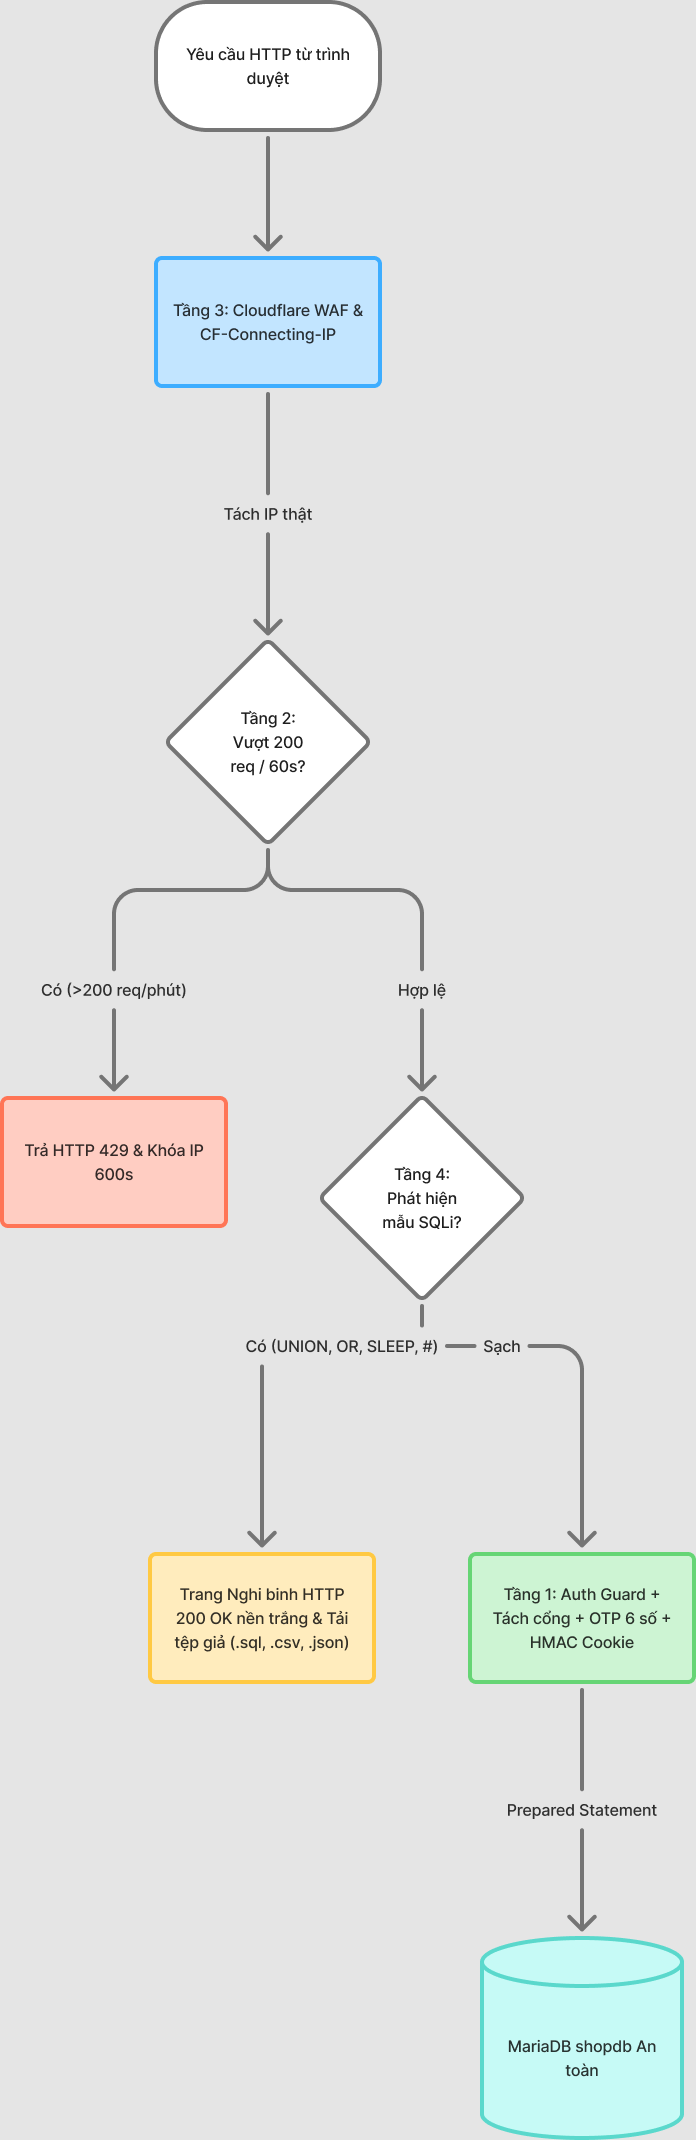 Yêu cầu HTTP từ trình
duyệt
Tầng 3: Cloudflare WAF &
CF-Connecting-IP
Tách IP thật
Tầng 2:
Vượt 200
req / 60s?
Có (>200 req/phút)
Hợp lệ
Trả HTTP 429 & Khóa IP
600s
Tầng 4:
Phát hiện
mẫu SQLi?
Có (UNION, OR, SLEEP, #)
Sạch
Trang Nghi binh HTTP
200 OK nền trắng & Tải
tệp giả (.sql, .csv, .json)
Tầng 1: Auth Guard +
Tách cổng + OTP 6 số +
HMAC Cookie
Prepared Statement
MariaDB shopdb An
toàn